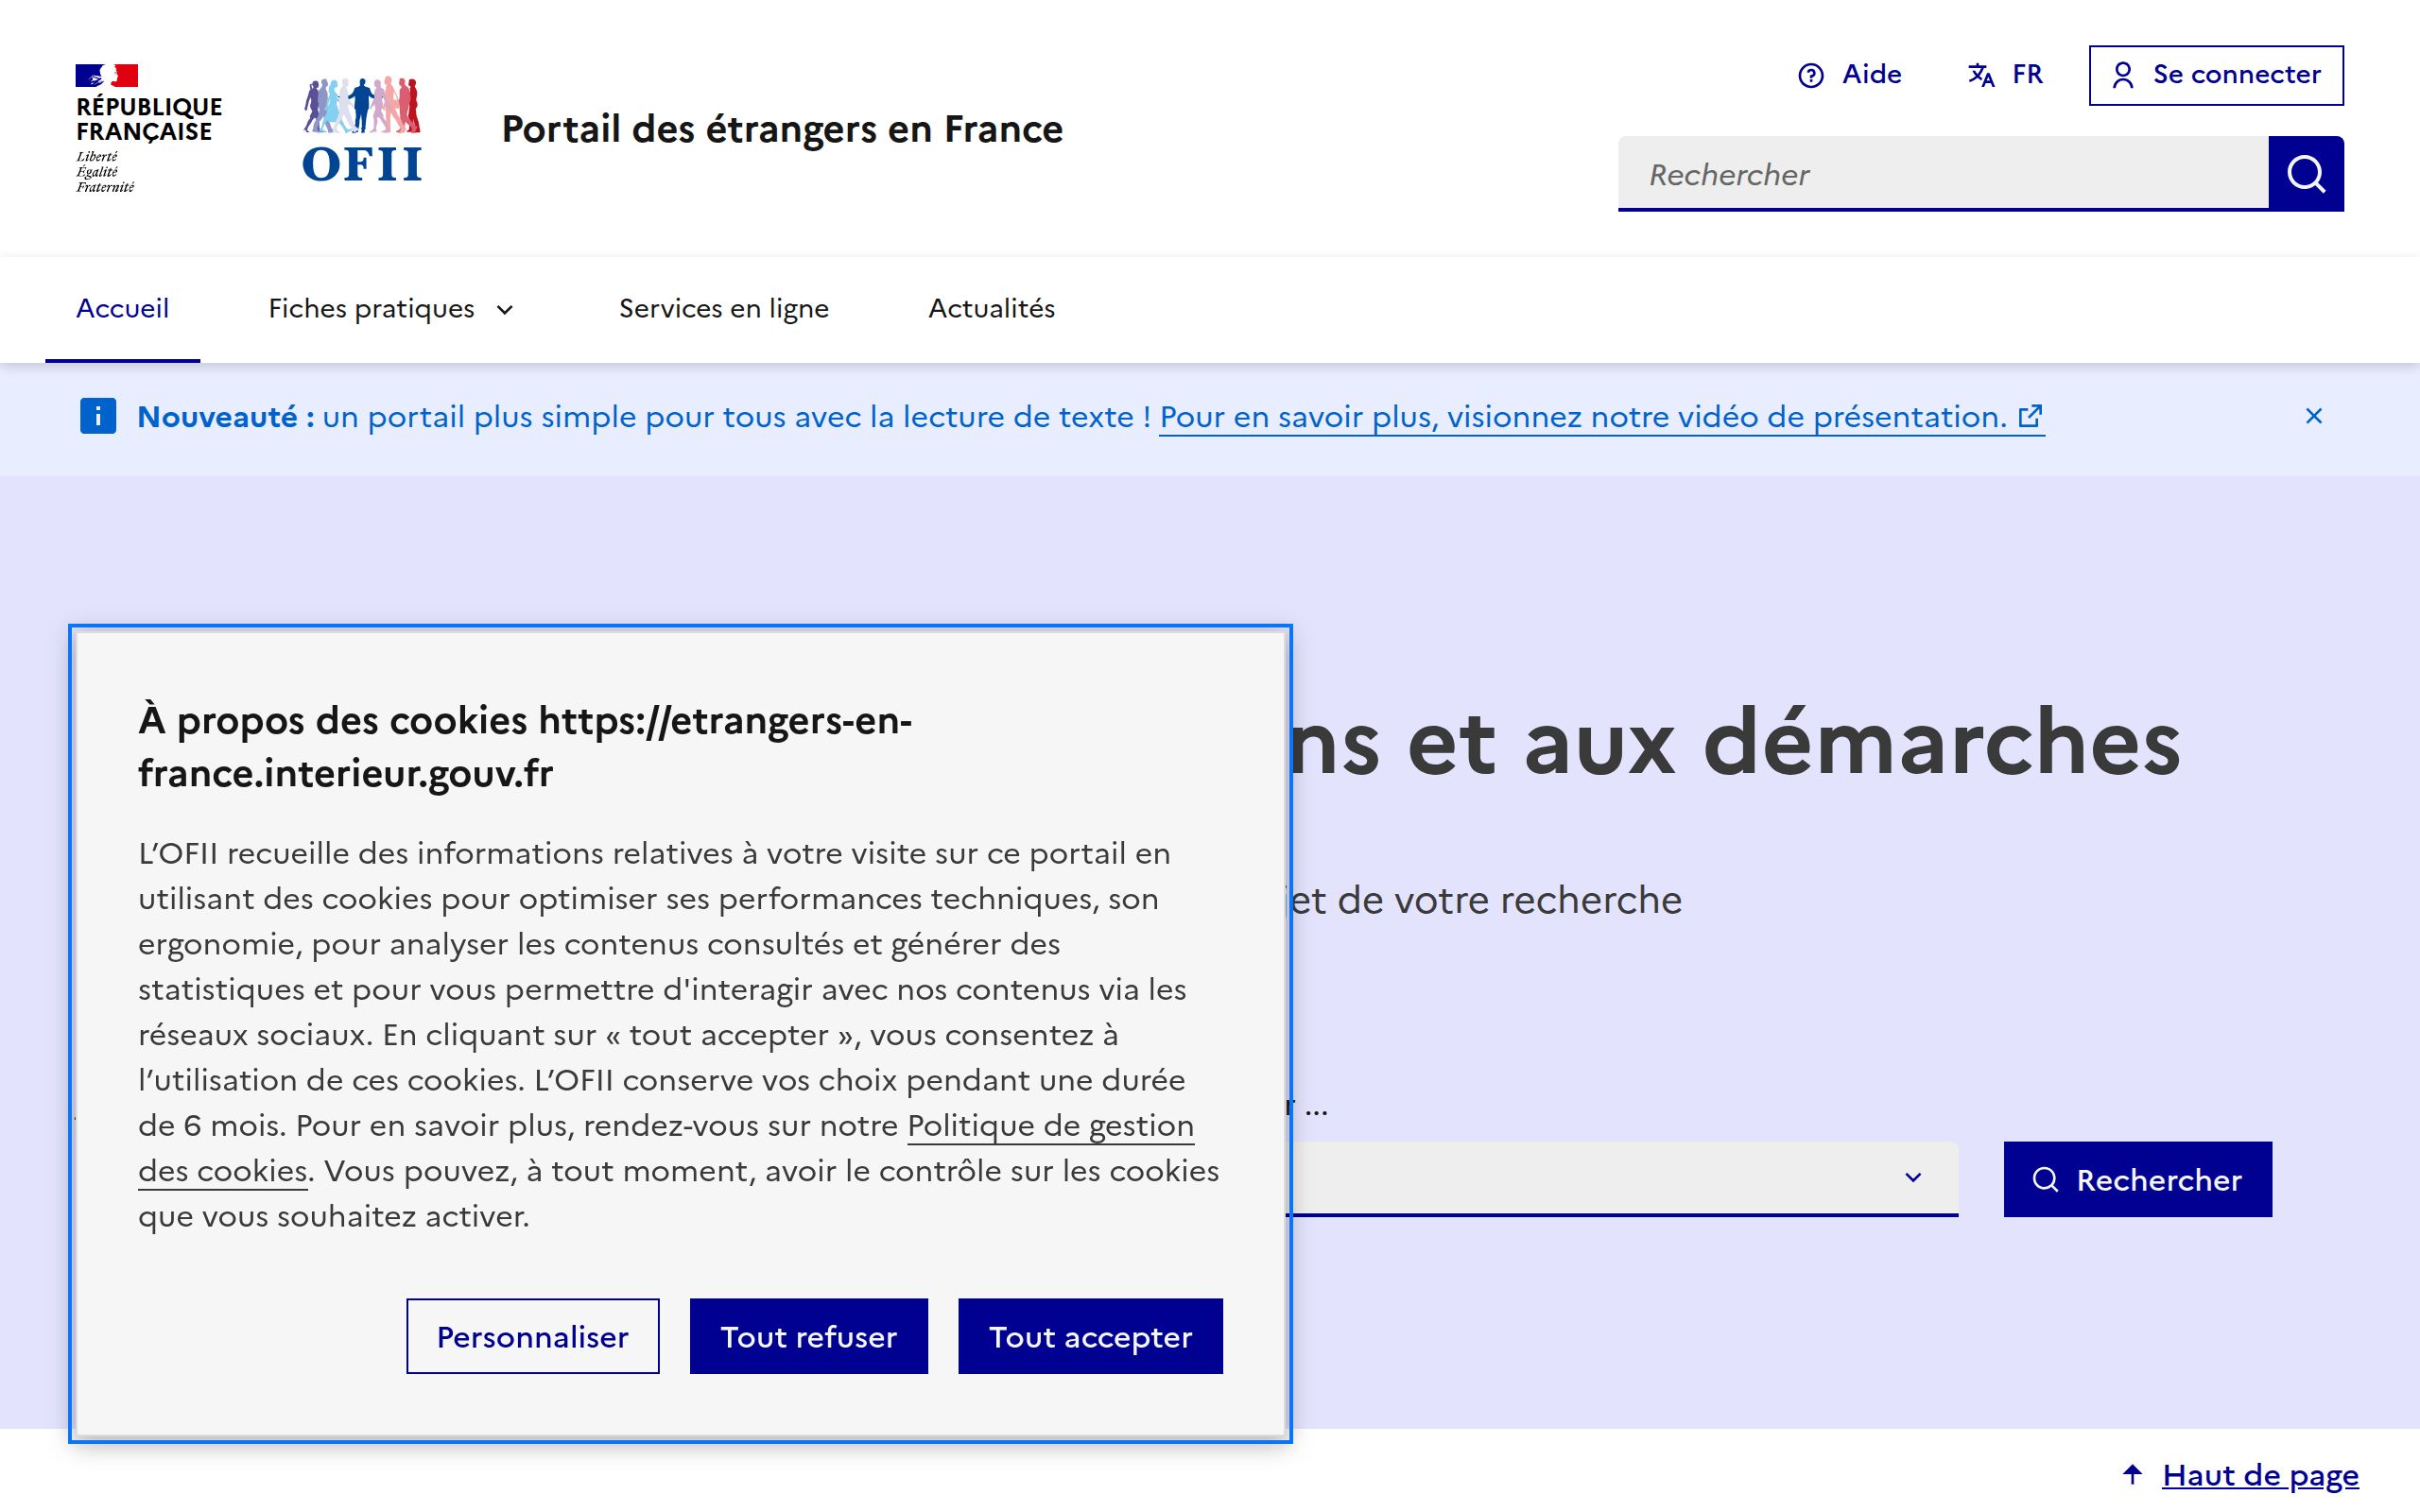 RÉPUBLIQUE
FRANÇAISE
Liberté
Égalité
Fraternité
OFII
Portail des étrangers en France
Aide
FR
Se connecter
Rechercher
Accueil
Fiches pratiques
Services en ligne
Actualités
Nouveauté : un portail plus simple pour tous avec la lecture de texte ! Pour en savoir plus, visionnez notre vidéo de présentation.
ns et aux démarches
et de votre recherche
...
Rechercher
À propos des cookies https://etrangers-en-
france.interieur.gouv.fr
L’OFII recueille des informations relatives à votre visite sur ce portail en
utilisant des cookies pour optimiser ses performances techniques, son
ergonomie, pour analyser les contenus consultés et générer des
statistiques et pour vous permettre d'interagir avec nos contenus via les
réseaux sociaux. En cliquant sur « tout accepter », vous consentez à
l’utilisation de ces cookies. L’OFII conserve vos choix pendant une durée
de 6 mois. Pour en savoir plus, rendez-vous sur notre Politique de gestion
des cookies. Vous pouvez, à tout moment, avoir le contrôle sur les cookies
que vous souhaitez activer.
Personnaliser
Tout refuser
Tout accepter
Haut de page